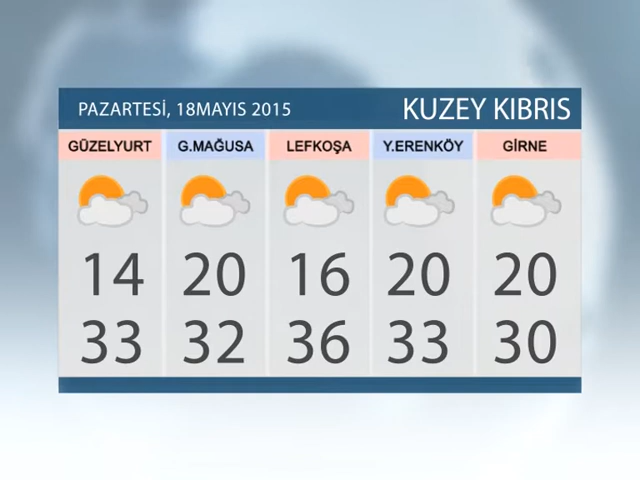 PAZARTESİ, 18MAYIS 2015 KUZEY KIBRIS
GÜZELYURT G.MAĞUSA LEFKOŞA Y.ERENKÖY GİRNE
14 20 16 20 20
33 32 36 33 30